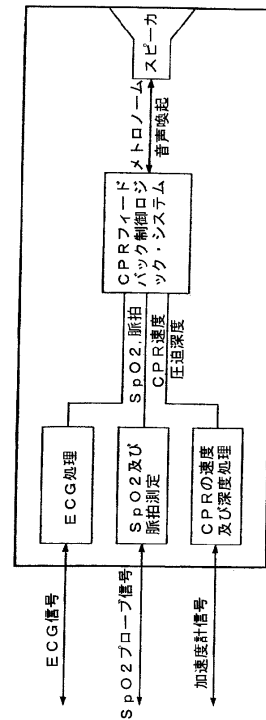 ECG信号
SpO2プローブ信号
加速度計信号
ECG処理
SpO2及び
脈拍測定
CPRの速度
及び深度処理
SpO2,脈拍
CPR速度
圧迫深度
CPRフィード
バック制御ロジ
ック・システム
メトロノーム
音声喚起
スピーカ